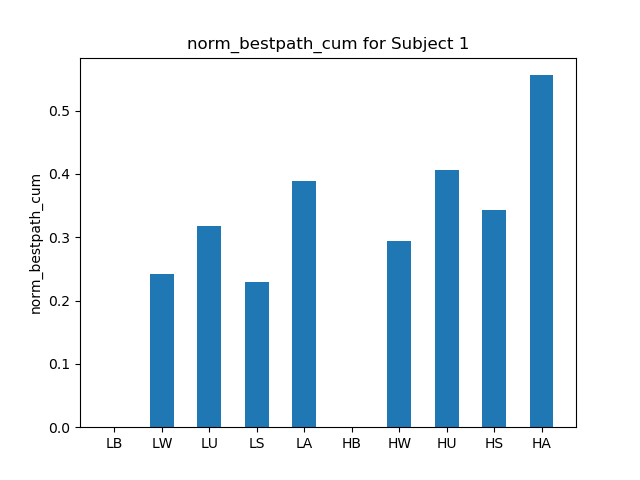 norm_bestpath_cum for Subject 1
norm_bestpath_cum
0.5
0.4
0.3
0.2
0.1
0.0
LB LW LU LS LA HB HW HU HS HA